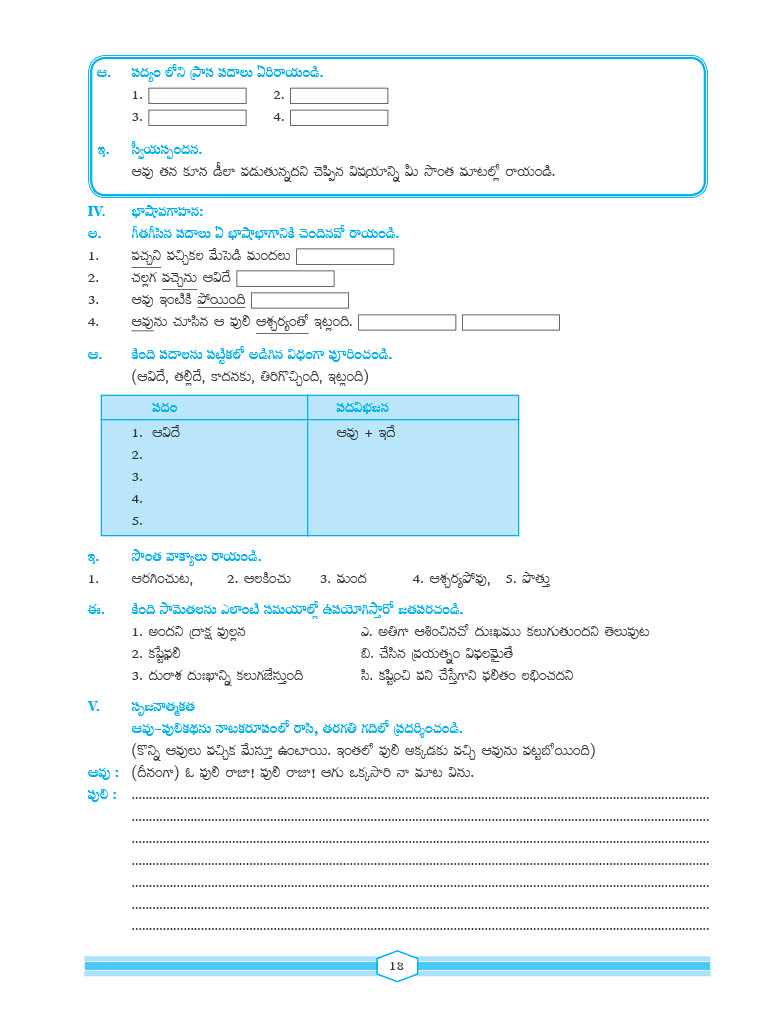 ఆ. పద్యం లోని ప్రాస పదాలు ఏరిరాయండి.
1. 2.
3. 4.
ఇ. స్వీయస్పందన.
ఆవు తన కూన డీలా పడుతున్నదని చెప్పిన విషయాన్ని మీ సొంత మాటల్లో రాయండి.
IV. భాషావగాహన:
అ. గీతగీసిన పదాలు ఏ భాషాభాగానికి చెందినవో రాయండి.
1. పచ్చని పచ్చికల మేసెడి మందలు
2. చల్లగ వచ్చెను ఆవిదే
3. ఆవు ఇంటికి పోయింది
4. ఆవును చూసిన ఆ పులి ఆశ్చర్యంతో ఇట్లంది.
ఆ. కింది పదాలను పట్టికలో అడిగిన విధంగా పూరించండి.
(ఆవిదే, తల్లిదే, కాదనకు, తిరిగొచ్చింది, ఇట్లంది)
పదం పదవిభజన
1. ఆవిదే ఆవు + ఇదే
2.
3.
4.
5.
ఇ. సొంత వాక్యాలు రాయండి.
1. ఆరగించుట, 2. ఆలకించు 3. మంద 4. ఆశ్చర్యపోవు, 5. పొత్తు
ఈ. కింది సామెతలను ఎలాంటి సమయాల్లో ఉపయోగిస్తారో జతపరచండి.
1. అందని ద్రాక్ష పుల్లన ఎ. అతిగా ఆశించినచో దుఃఖము కలుగుతుందని తెలువుట
2. కష్టేఫలి బి. చేసిన ప్రయత్నం విఫలమైతే
3. దురాశ దుఃఖాన్ని కలుగజేస్తుంది సి. కష్టించి పని చేస్తేగాని ఫలితం లభించదని
V. సృజనాత్మకత
ఆవు-పులికథను నాటకరూపంలో రాసి, తరగతి గదిలో ప్రదర్శించండి.
(కొన్ని ఆవులు పచ్చిక మేస్తూ ఉంటాయి. ఇంతలో పులి అక్కడకు వచ్చి ఆవును పట్టబోయింది)
ఆవు : (దీనంగా) ఓ పులి రాజా! పులి రాజా! ఆగు ఒక్కసారి నా మాట విను.
పులి :
18